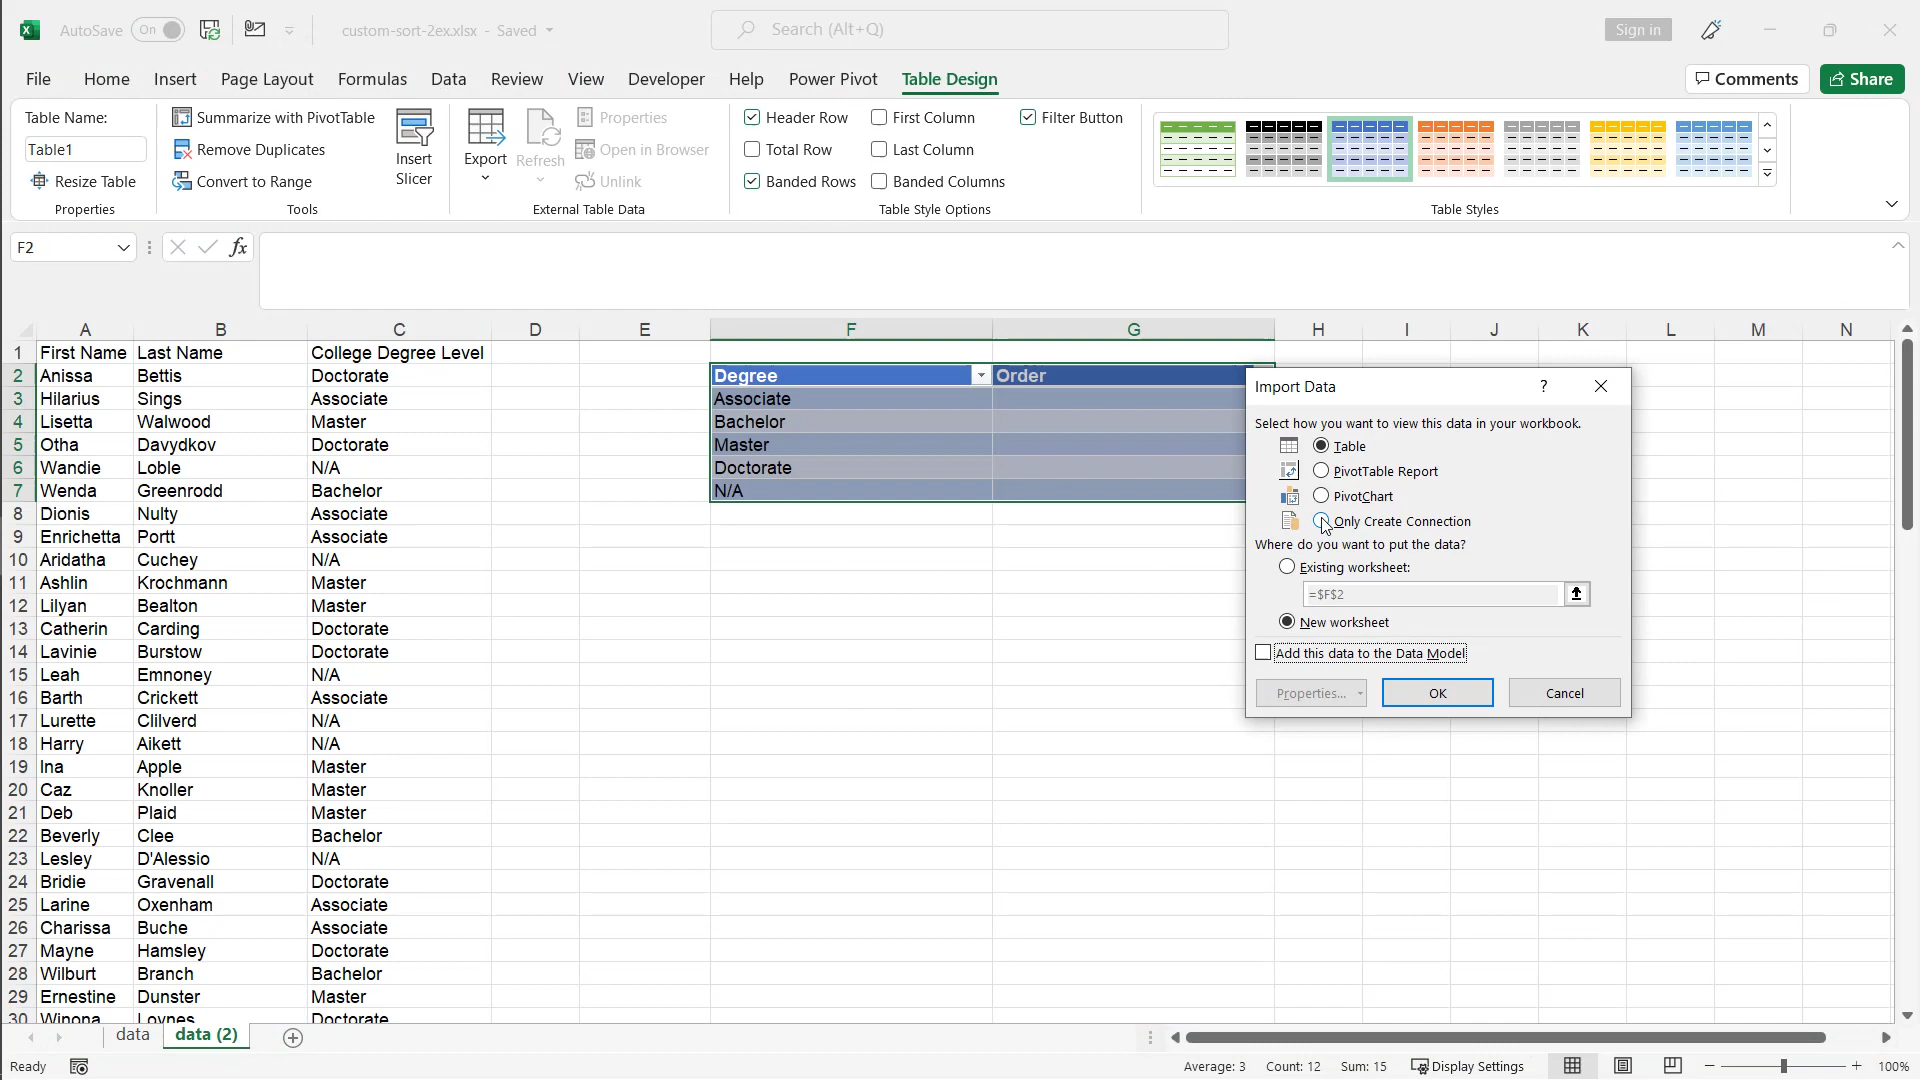 AutoSave On custom-sort-2ex.xlsx - Saved Search (Alt+Q) Sign in
File Home Insert Page Layout Formulas Data Review View Developer Help Power Pivot Table Design Comments Share
Table Name: Summarize with PivotTable Properties Header Row First Column Filter Button
Table1 Remove Duplicates Insert Slicer Export Refresh Open in Browser Total Row Last Column
Resize Table Convert to Range Unlink Banded Rows Banded Columns
Properties Tools External Table Data Table Style Options Table Styles
F2 fx
A B C D E F G H I J K L M N
1 First Name Last Name College Degree Level
2 Anissa Bettis Doctorate Degree Order
3 Hilarius Sings Associate Associate
4 Lisetta Walwood Master Bachelor
5 Otha Davydkov Doctorate Master
6 Wandie Loble N/A Doctorate
7 Wenda Greenrodd Bachelor N/A
8 Dionis Nulty Associate
9 Enrichetta Portt Associate
10 Aridatha Cuchey N/A
11 Ashlin Krochmann Master
12 Lilyan Bealton Master
13 Catherin Carding Doctorate
14 Lavinie Burstow Doctorate
15 Leah Emnoney N/A
16 Barth Crickett Associate
17 Lurette Clilverd N/A
18 Harry Aikett N/A
19 Ina Apple Master
20 Caz Knoller Master
21 Deb Plaid Master
22 Beverly Clee Bachelor
23 Lesley D'Alessio N/A
24 Bridie Gravenall Doctorate
25 Larine Oxenham Associate
26 Charissa Buche Associate
27 Mayne Hamsley Doctorate
28 Wilburt Branch Bachelor
29 Ernestine Dunster Master
30 Winona Loynes Doctorate
Import Data ?
Select how you want to view this data in your workbook.
Table
PivotTable Report
PivotChart
Only Create Connection
Where do you want to put the data?
Existing worksheet:
=$F$2
New worksheet
Add this data to the Data Model
Properties... OK Cancel
data data (2)
Ready Average: 3 Count: 12 Sum: 15 Display Settings 100%